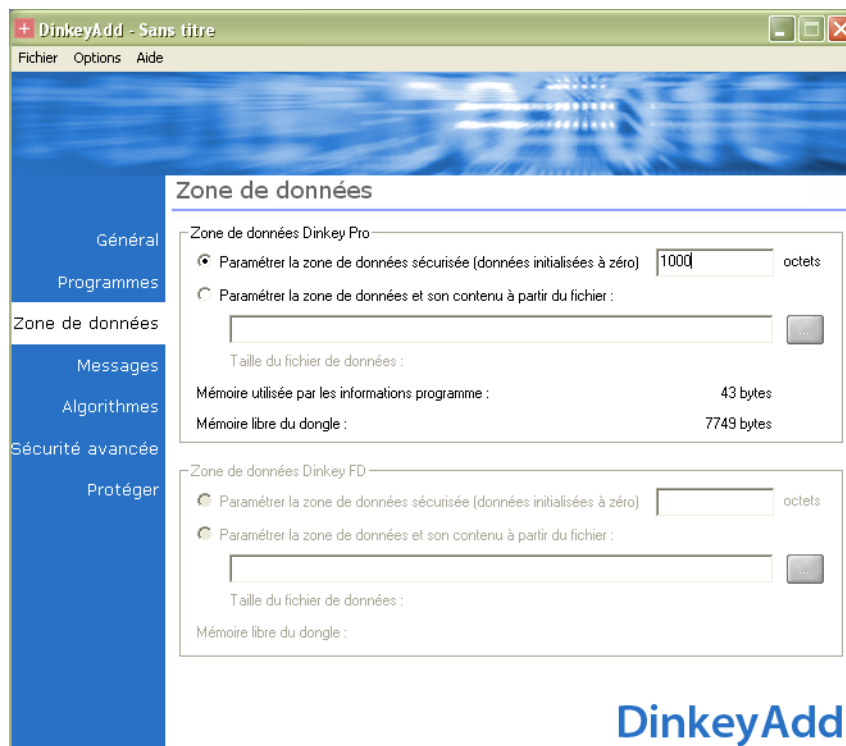 DinkeyAdd - Sans titre
Fichier Options Aide
Zone de données
Général
Programmes
Zone de données
Messages
Algorithmes
Sécurité avancée
Protéger
Zone de données Dinkey Pro
Paramétrer la zone de données sécurisée (données initialisées à zéro) 1000 octets
Paramétrer la zone de données et son contenu à partir du fichier :
...
Taille du fichier de données :
Mémoire utilisée par les informations programme : 43 bytes
Mémoire libre du dongle : 7749 bytes
Zone de données Dinkey FD
Paramétrer la zone de données sécurisée (données initialisées à zéro) octets
Paramétrer la zone de données et son contenu à partir du fichier :
...
Taille du fichier de données :
Mémoire libre du dongle :
DinkeyAdd